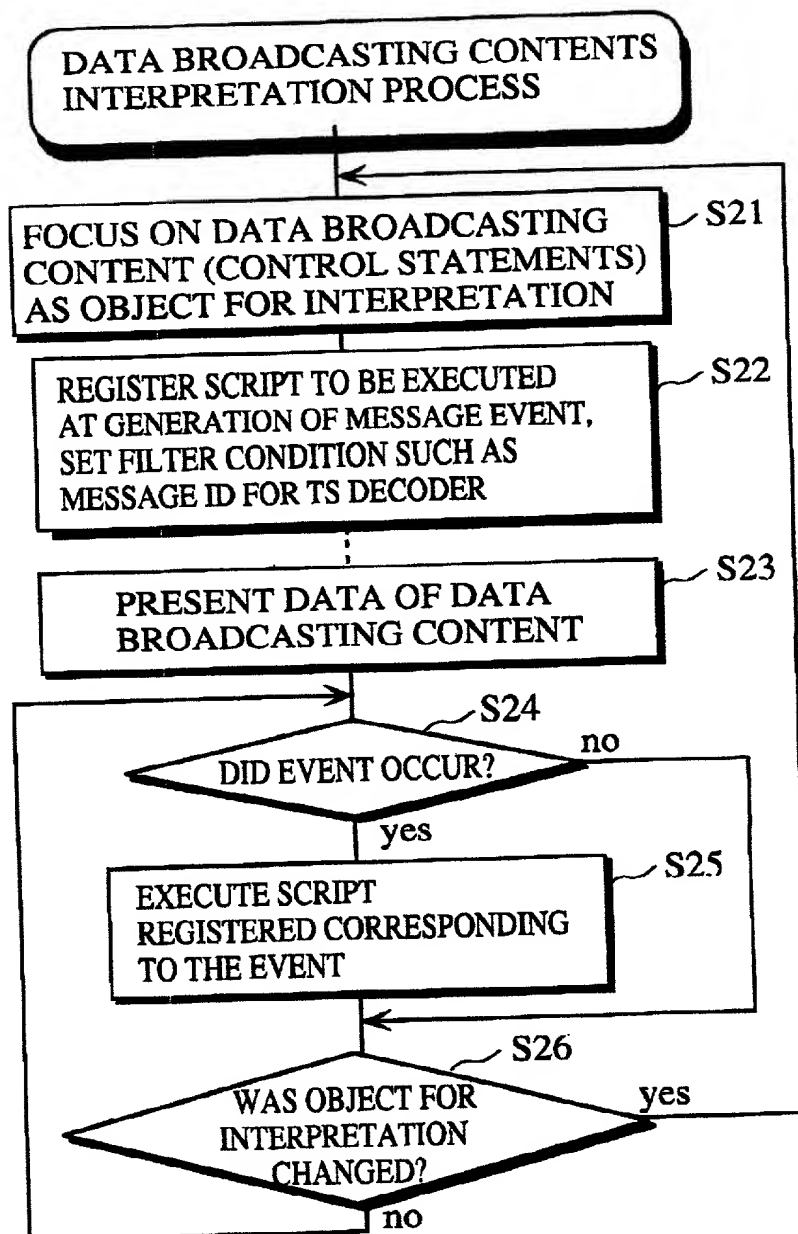 DATA BROADCASTING CONTENTS
INTERPRETATION PROCESS
S21
FOCUS ON DATA BROADCASTING
CONTENT (CONTROL STATEMENTS)
AS OBJECT FOR INTERPRETATION
S22
REGISTER SCRIPT TO BE EXECUTED
AT GENERATION OF MESSAGE EVENT,
SET FILTER CONDITION SUCH AS
MESSAGE ID FOR TS DECODER
S23
PRESENT DATA OF DATA
BROADCASTING CONTENT
S24
DID EVENT OCCUR?
no
yes
S25
EXECUTE SCRIPT
REGISTERED CORRESPONDING
TO THE EVENT
S26
WAS OBJECT FOR
INTERPRETATION
CHANGED?
yes
no